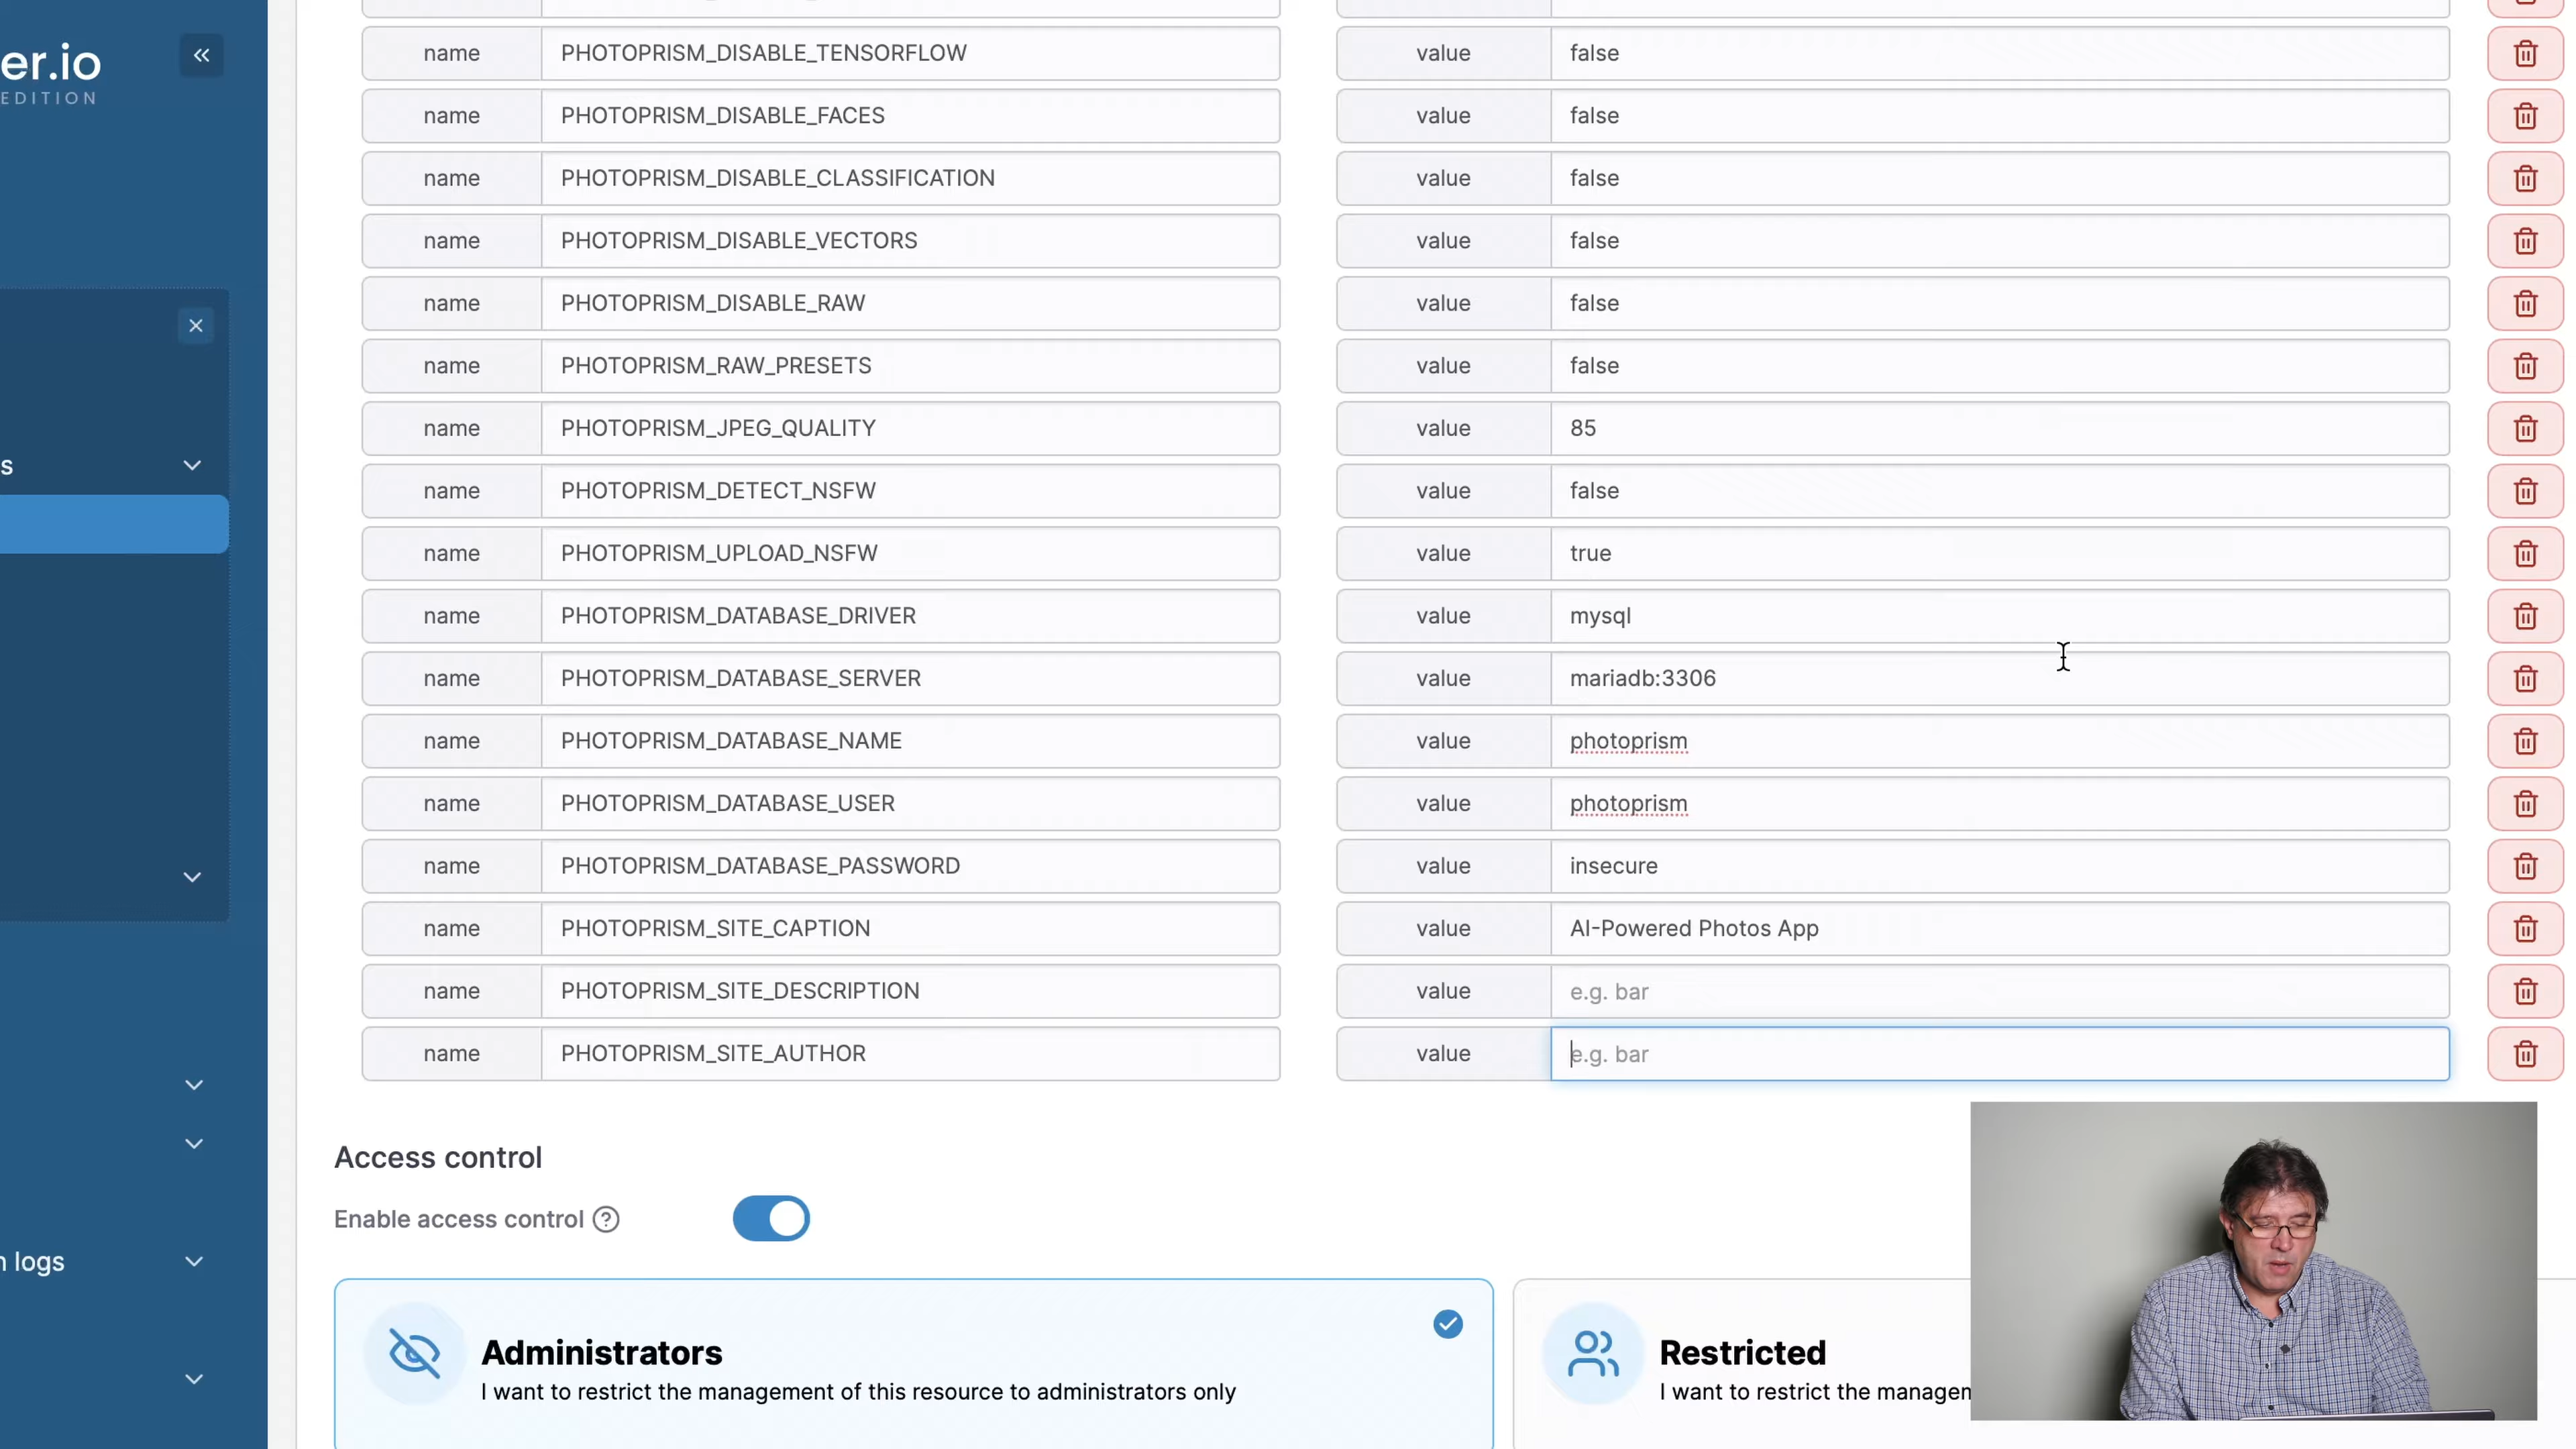 er.io
EDITION
name PHOTOPRISM_DISABLE_TENSORFLOW value false
name PHOTOPRISM_DISABLE_FACES value false
name PHOTOPRISM_DISABLE_CLASSIFICATION value false
name PHOTOPRISM_DISABLE_VECTORS value false
name PHOTOPRISM_DISABLE_RAW value false
name PHOTOPRISM_RAW_PRESETS value false
name PHOTOPRISM_JPEG_QUALITY value 85
s
name PHOTOPRISM_DETECT_NSFW value false
name PHOTOPRISM_UPLOAD_NSFW value true
name PHOTOPRISM_DATABASE_DRIVER value mysql
name PHOTOPRISM_DATABASE_SERVER value mariadb:3306
name PHOTOPRISM_DATABASE_NAME value photoprism
name PHOTOPRISM_DATABASE_USER value photoprism
name PHOTOPRISM_DATABASE_PASSWORD value insecure
name PHOTOPRISM_SITE_CAPTION value AI-Powered Photos App
name PHOTOPRISM_SITE_DESCRIPTION value e.g. bar
name PHOTOPRISM_SITE_AUTHOR value e.g. bar
Access control
Enable access control ?
n logs
Administrators
I want to restrict the management of this resource to administrators only
Restricted
I want to restrict the managem